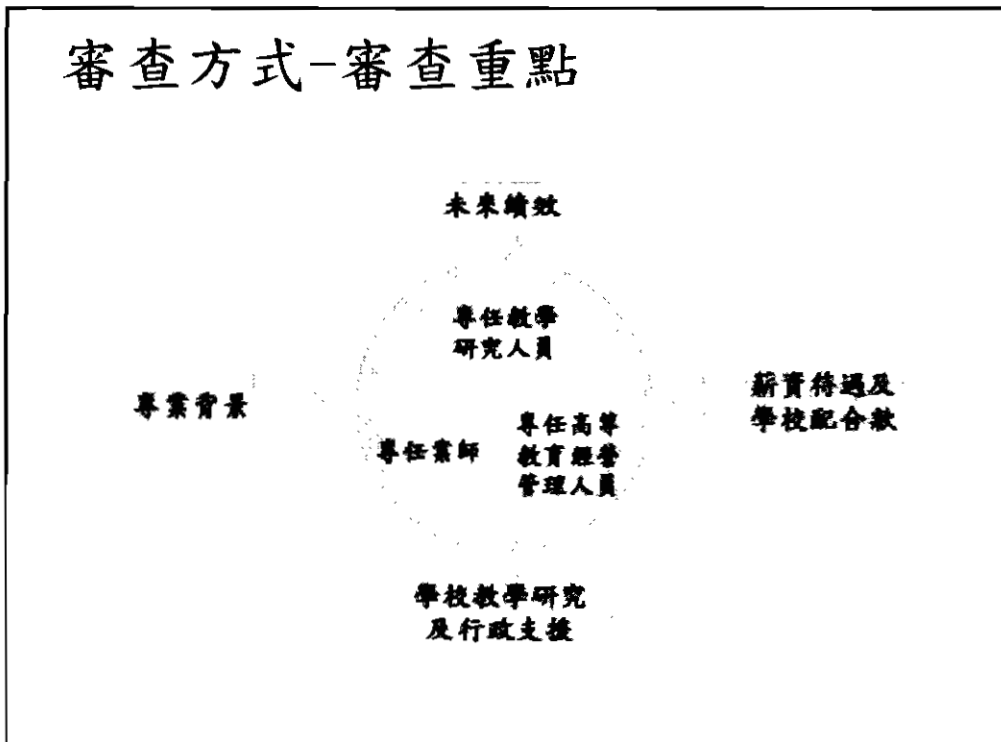 審查方式-審查重點
未來績效
專任教學
研究人員
專業背景
薪資待遇及
學校配合款
專任業師
專任高等
教育經營
管理人員
學校教學研究
及行政支援